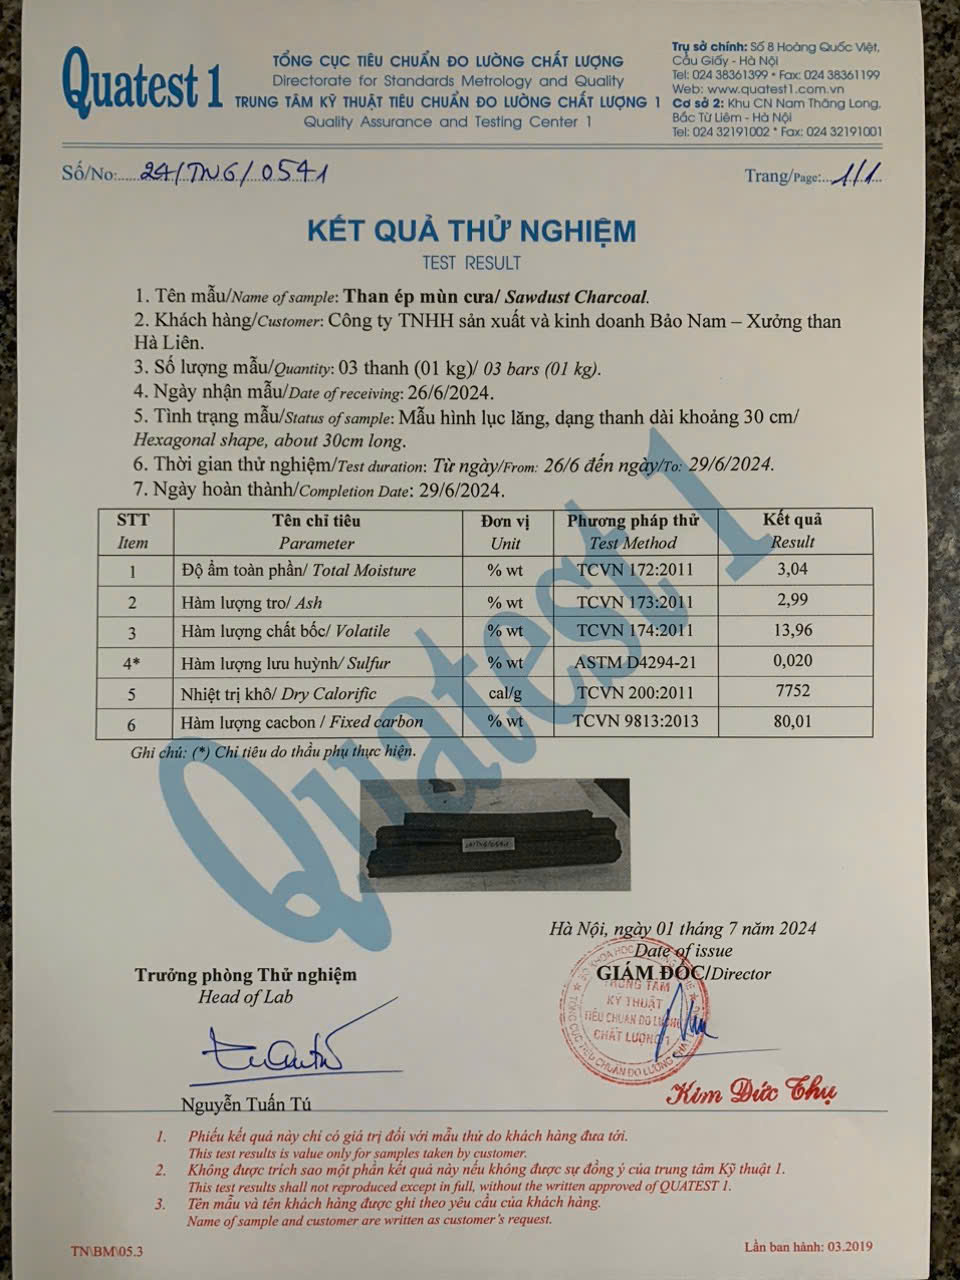 Quatest 1
TỔNG CỤC TIÊU CHUẨN ĐO LƯỜNG CHẤT LƯỢNG
Directorate for Standards Metrology and Quality
TRUNG TÂM KỸ THUẬT TIÊU CHUẨN ĐO LƯỜNG CHẤT LƯỢNG 1
Quality Assurance and Testing Center 1
Trụ sở chính: Số 8 Hoàng Quốc Việt,
Cầu Giấy - Hà Nội
Tel: 024 38361399 * Fax: 024 38361199
Web: www.quatest1.com.vn
Cơ sở 2: Khu CN Nam Thăng Long,
Bắc Từ Liêm - Hà Nội
Tel: 024 32191002 * Fax: 024 32191001
Số/No:.....24/TN6/0541
Trang/Page:...1/1..
KẾT QUẢ THỬ NGHIỆM
TEST RESULT
1. Tên mẫu/Name of sample: Than ép mùn cưa/ Sawdust Charcoal.
2. Khách hàng/Customer: Công ty TNHH sản xuất và kinh doanh Bảo Nam – Xưởng than
Hà Liên.
3. Số lượng mẫu/Quantity: 03 thanh (01 kg)/ 03 bars (01 kg).
4. Ngày nhận mẫu/Date of receiving: 26/6/2024.
5. Tình trạng mẫu/Status of sample: Mẫu hình lục lăng, dạng thanh dài khoảng 30 cm/
Hexagonal shape, about 30cm long.
6. Thời gian thử nghiệm/Test duration: Từ ngày/From: 26/6 đến ngày/To: 29/6/2024.
7. Ngày hoàn thành/Completion Date: 29/6/2024.
STT Tên chỉ tiêu Đơn vị Phương pháp thử Kết quả
Item Parameter Unit Test Method Result
1 Độ ẩm toàn phần/ Total Moisture % wt TCVN 172:2011 3,04
2 Hàm lượng tro/ Ash % wt TCVN 173:2011 2,99
3 Hàm lượng chất bốc/ Volatile % wt TCVN 174:2011 13,96
4* Hàm lượng lưu huỳnh/ Sulfur % wt ASTM D4294-21 0,020
5 Nhiệt trị khô/ Dry Calorific cal/g TCVN 200:2011 7752
6 Hàm lượng cacbon / Fixed carbon % wt TCVN 9813:2013 80,01
Ghi chú: (*) Chỉ tiêu do thầu phụ thực hiện.
Quatest 1
24/TN6/0541
Hà Nội, ngày 01 tháng 7 năm 2024
Date of issue
Trưởng phòng Thử nghiệm
Head of Lab
GIÁM ĐỐC/Director
TRUNG TÂM
KỸ THUẬT
TIÊU CHUẨN ĐO LƯỜNG
CHẤT LƯỢNG 1
Nguyễn Tuấn Tú
Kim Đức Thụ
1. Phiếu kết quả này chỉ có giá trị đối với mẫu thử do khách hàng đưa tới.
This test results is value only for samples taken by customer.
2. Không được trích sao một phần kết quả này nếu không được sự đồng ý của trung tâm Kỹ thuật 1.
This test results shall not reproduced except in full, without the written approved of QUATEST 1.
3. Tên mẫu và tên khách hàng được ghi theo yêu cầu của khách hàng.
Name of sample and customer are written as customer's request.
TN\BM\05.3
Lần ban hành: 03.2019